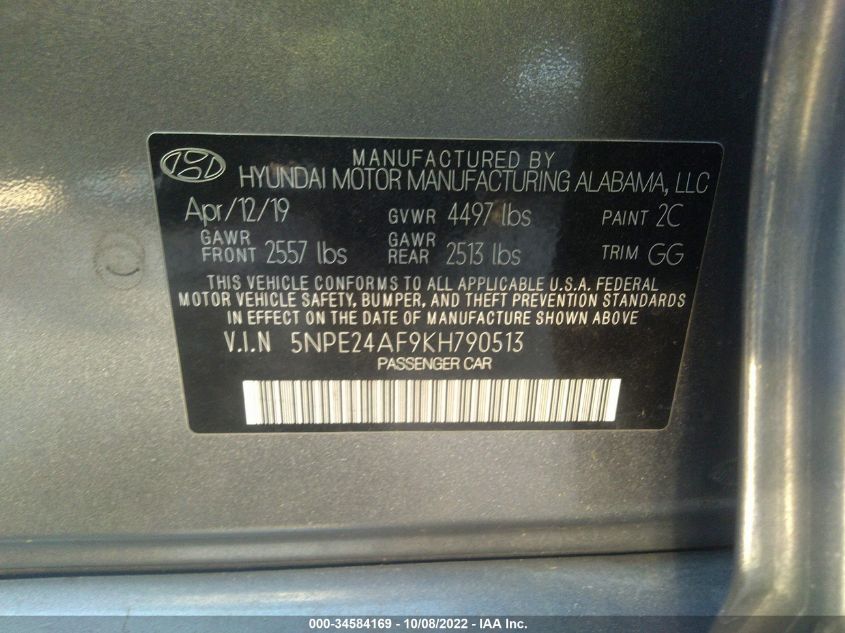 MANUFACTURED BY
HYUNDAI MOTOR MANUFACTURING ALABAMA, LLC
Apr/12/19 GVWR 4497 lbs PAINT 2C
GAWR FRONT 2557 lbs GAWR REAR 2513 lbs TRIM GG
THIS VEHICLE CONFORMS TO ALL APPLICABLE U.S.A. FEDERAL
MOTOR VEHICLE SAFETY, BUMPER, AND THEFT PREVENTION STANDARDS
IN EFFECT ON THE DATE OF MANUFACTURE SHOWN ABOVE
V.I.N 5NPE24AF9KH790513
PASSENGER CAR
000-34584169 - 10/08/2022 - IAA Inc.